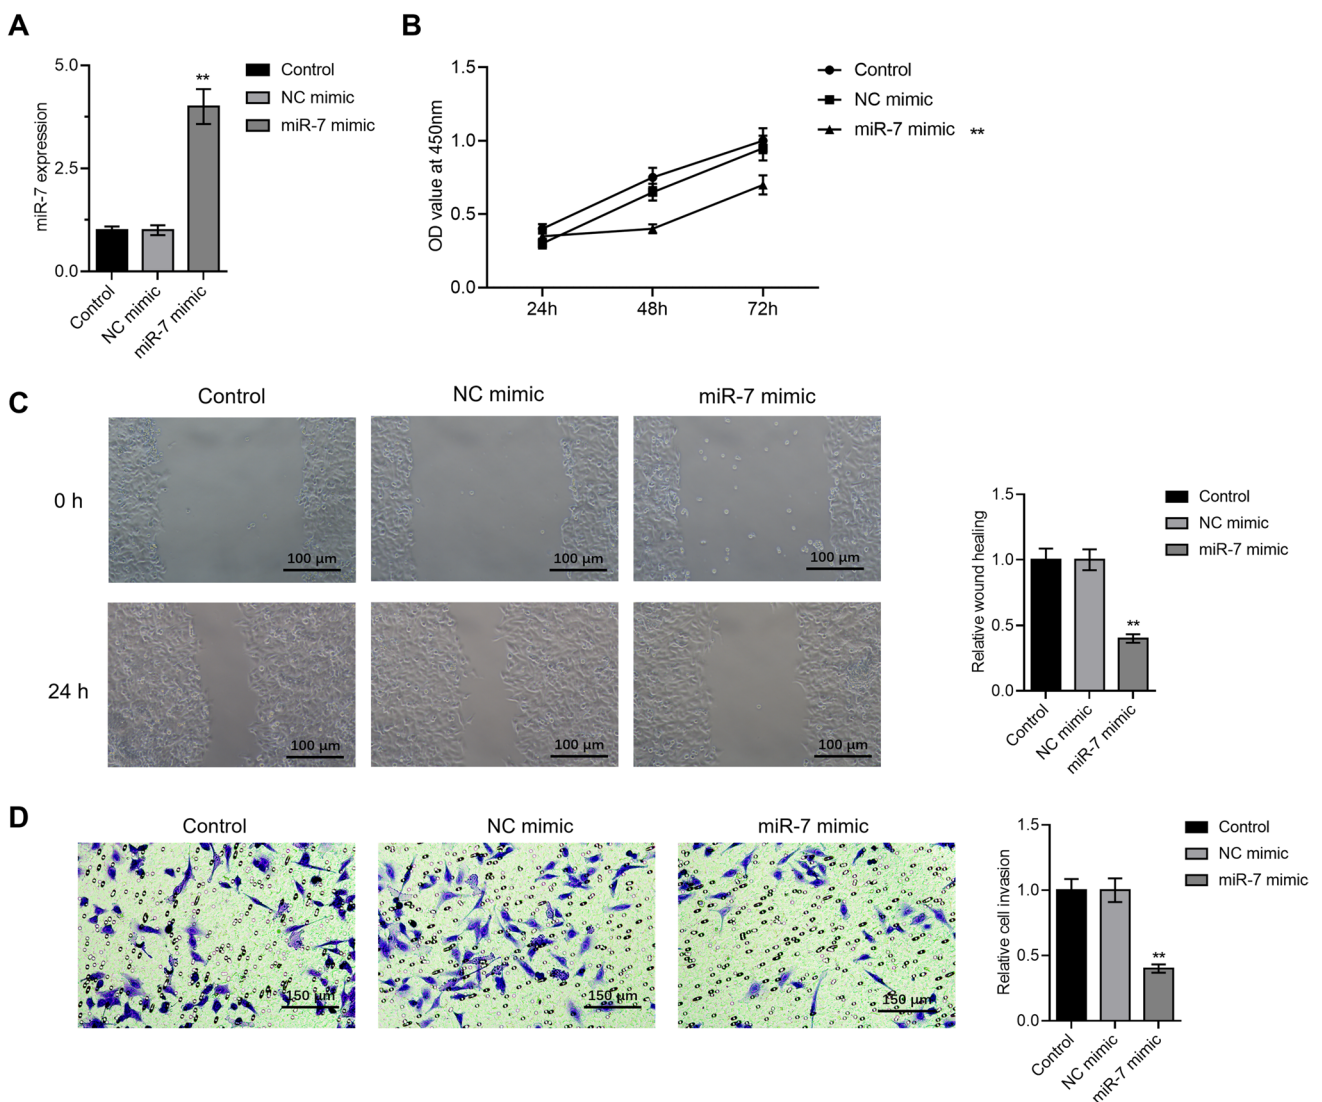 A
miR-7 expression
5.0
2.5
0.0
**
Control
NC mimic
miR-7 mimic
Control
NC mimic
miR-7 mimic
B
OD value at 450nm
1.5
1.0
0.5
0.0
24h
48h
72h
Control
NC mimic
miR-7 mimic **
C
Control
NC mimic
miR-7 mimic
0 h
100 μm
100 μm
100 μm
24 h
100 μm
100 μm
100 μm
Relative wound healing
1.5
1.0
0.5
0.0
**
Control
NC mimic
miR-7 mimic
Control
NC mimic
miR-7 mimic
D
Control
NC mimic
miR-7 mimic
150 μm
150 μm
150 μm
Relative cell invasion
1.5
1.0
0.5
0.0
**
Control
NC mimic
miR-7 mimic
Control
NC mimic
miR-7 mimic